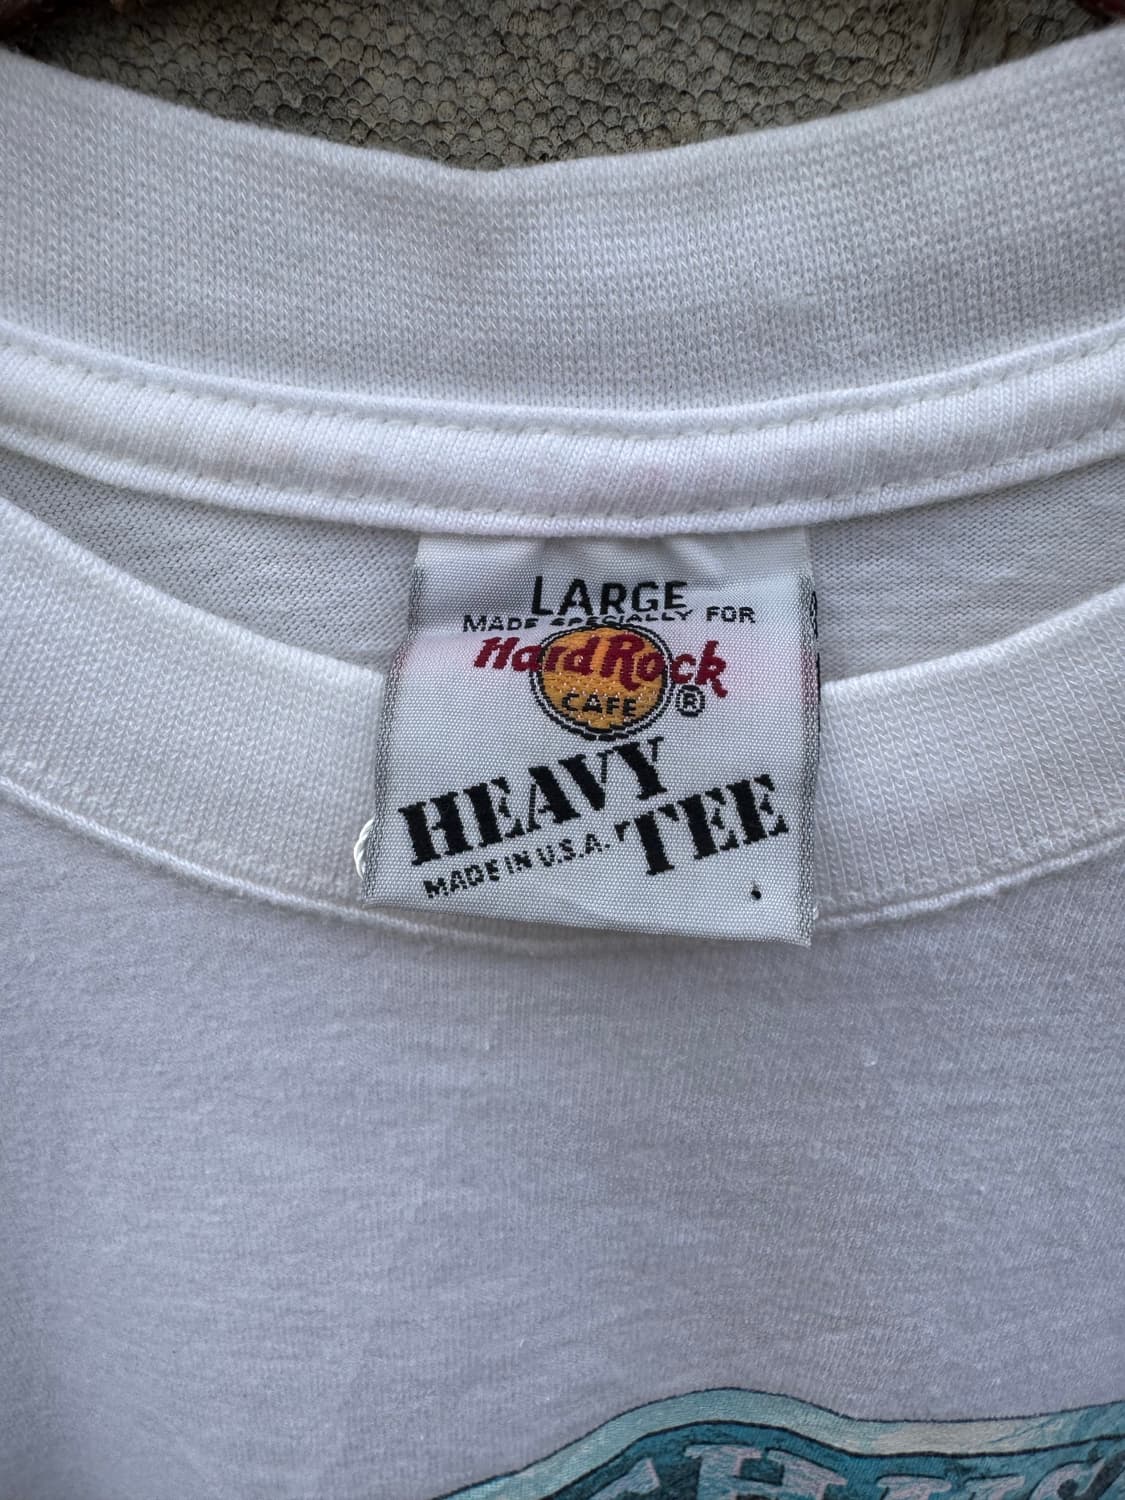 LARGE
MADE SPECIALLY FOR
Hard Rock
CAFE ®
HEAVY
TEE
MADE IN U.S.A.